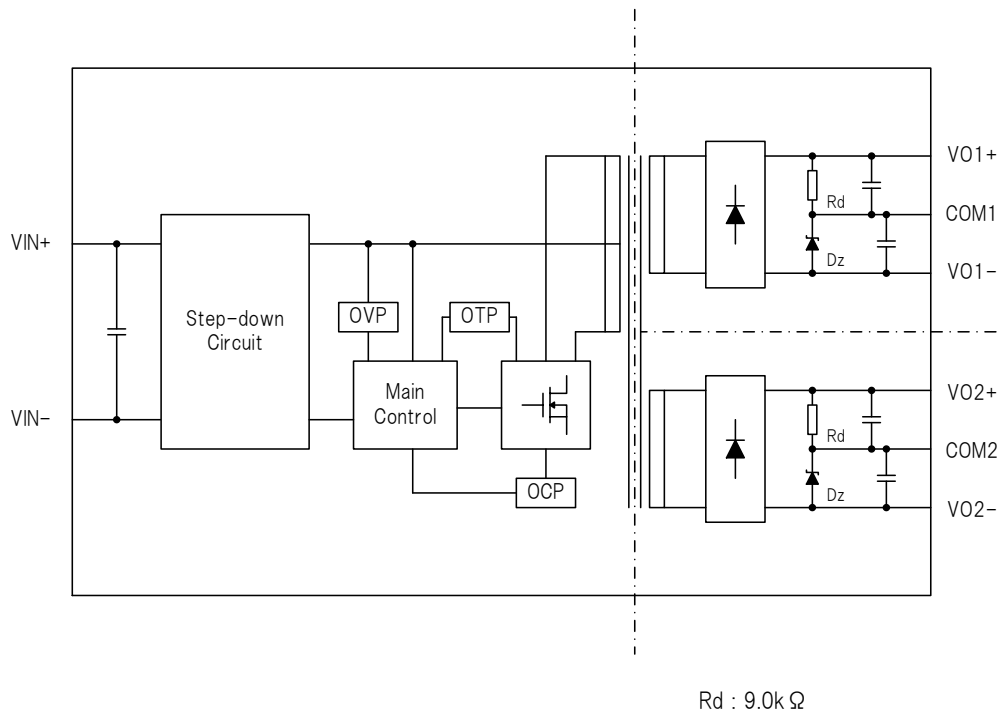 VO1+
COM1
VO1-
Rd
Dz
VIN+
VIN-
Step-down
Circuit
OVP
OTP
Main
Control
OCP
VO2+
COM2
VO2-
Rd
Dz
Rd : 9.0k Ω